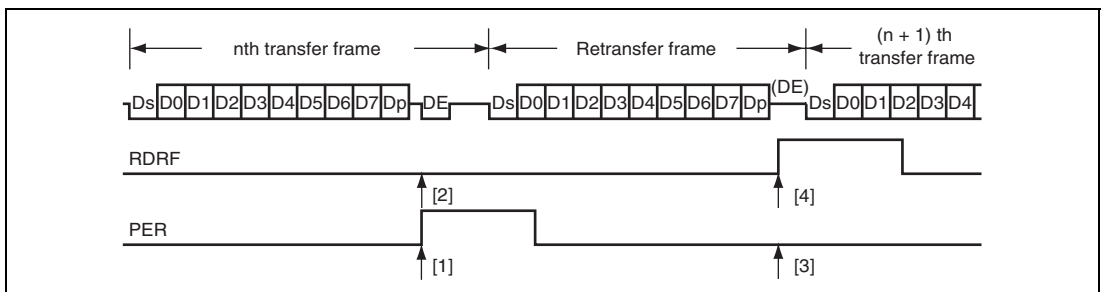 nth transfer frame Retransfer frame (n + 1) th
transfer frame
Ds D0 D1 D2 D3 D4 D5 D6 D7 Dp DE Ds D0 D1 D2 D3 D4 D5 D6 D7 Dp (DE) Ds D0 D1 D2 D3 D4
RDRF
[2] [4]
PER
[1] [3]